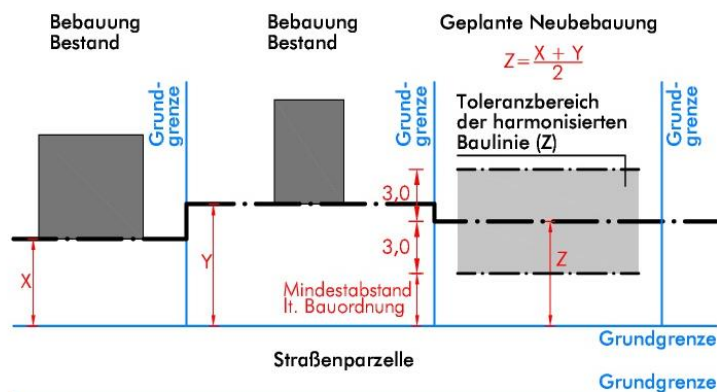 Bebauung
Bestand
Bebauung
Bestand
Geplante Neubebauung
Z=X + Y
2
Grund-
grenze
Grund-
grenze
Grund-
grenze
Toleranzbereich
der harmonisierten
Baulinie (Z)
3,0
3,0
X
Y
Z
Mindestabstand
lt. Bauordnung
Grundgrenze
Straßenparzelle
Grundgrenze